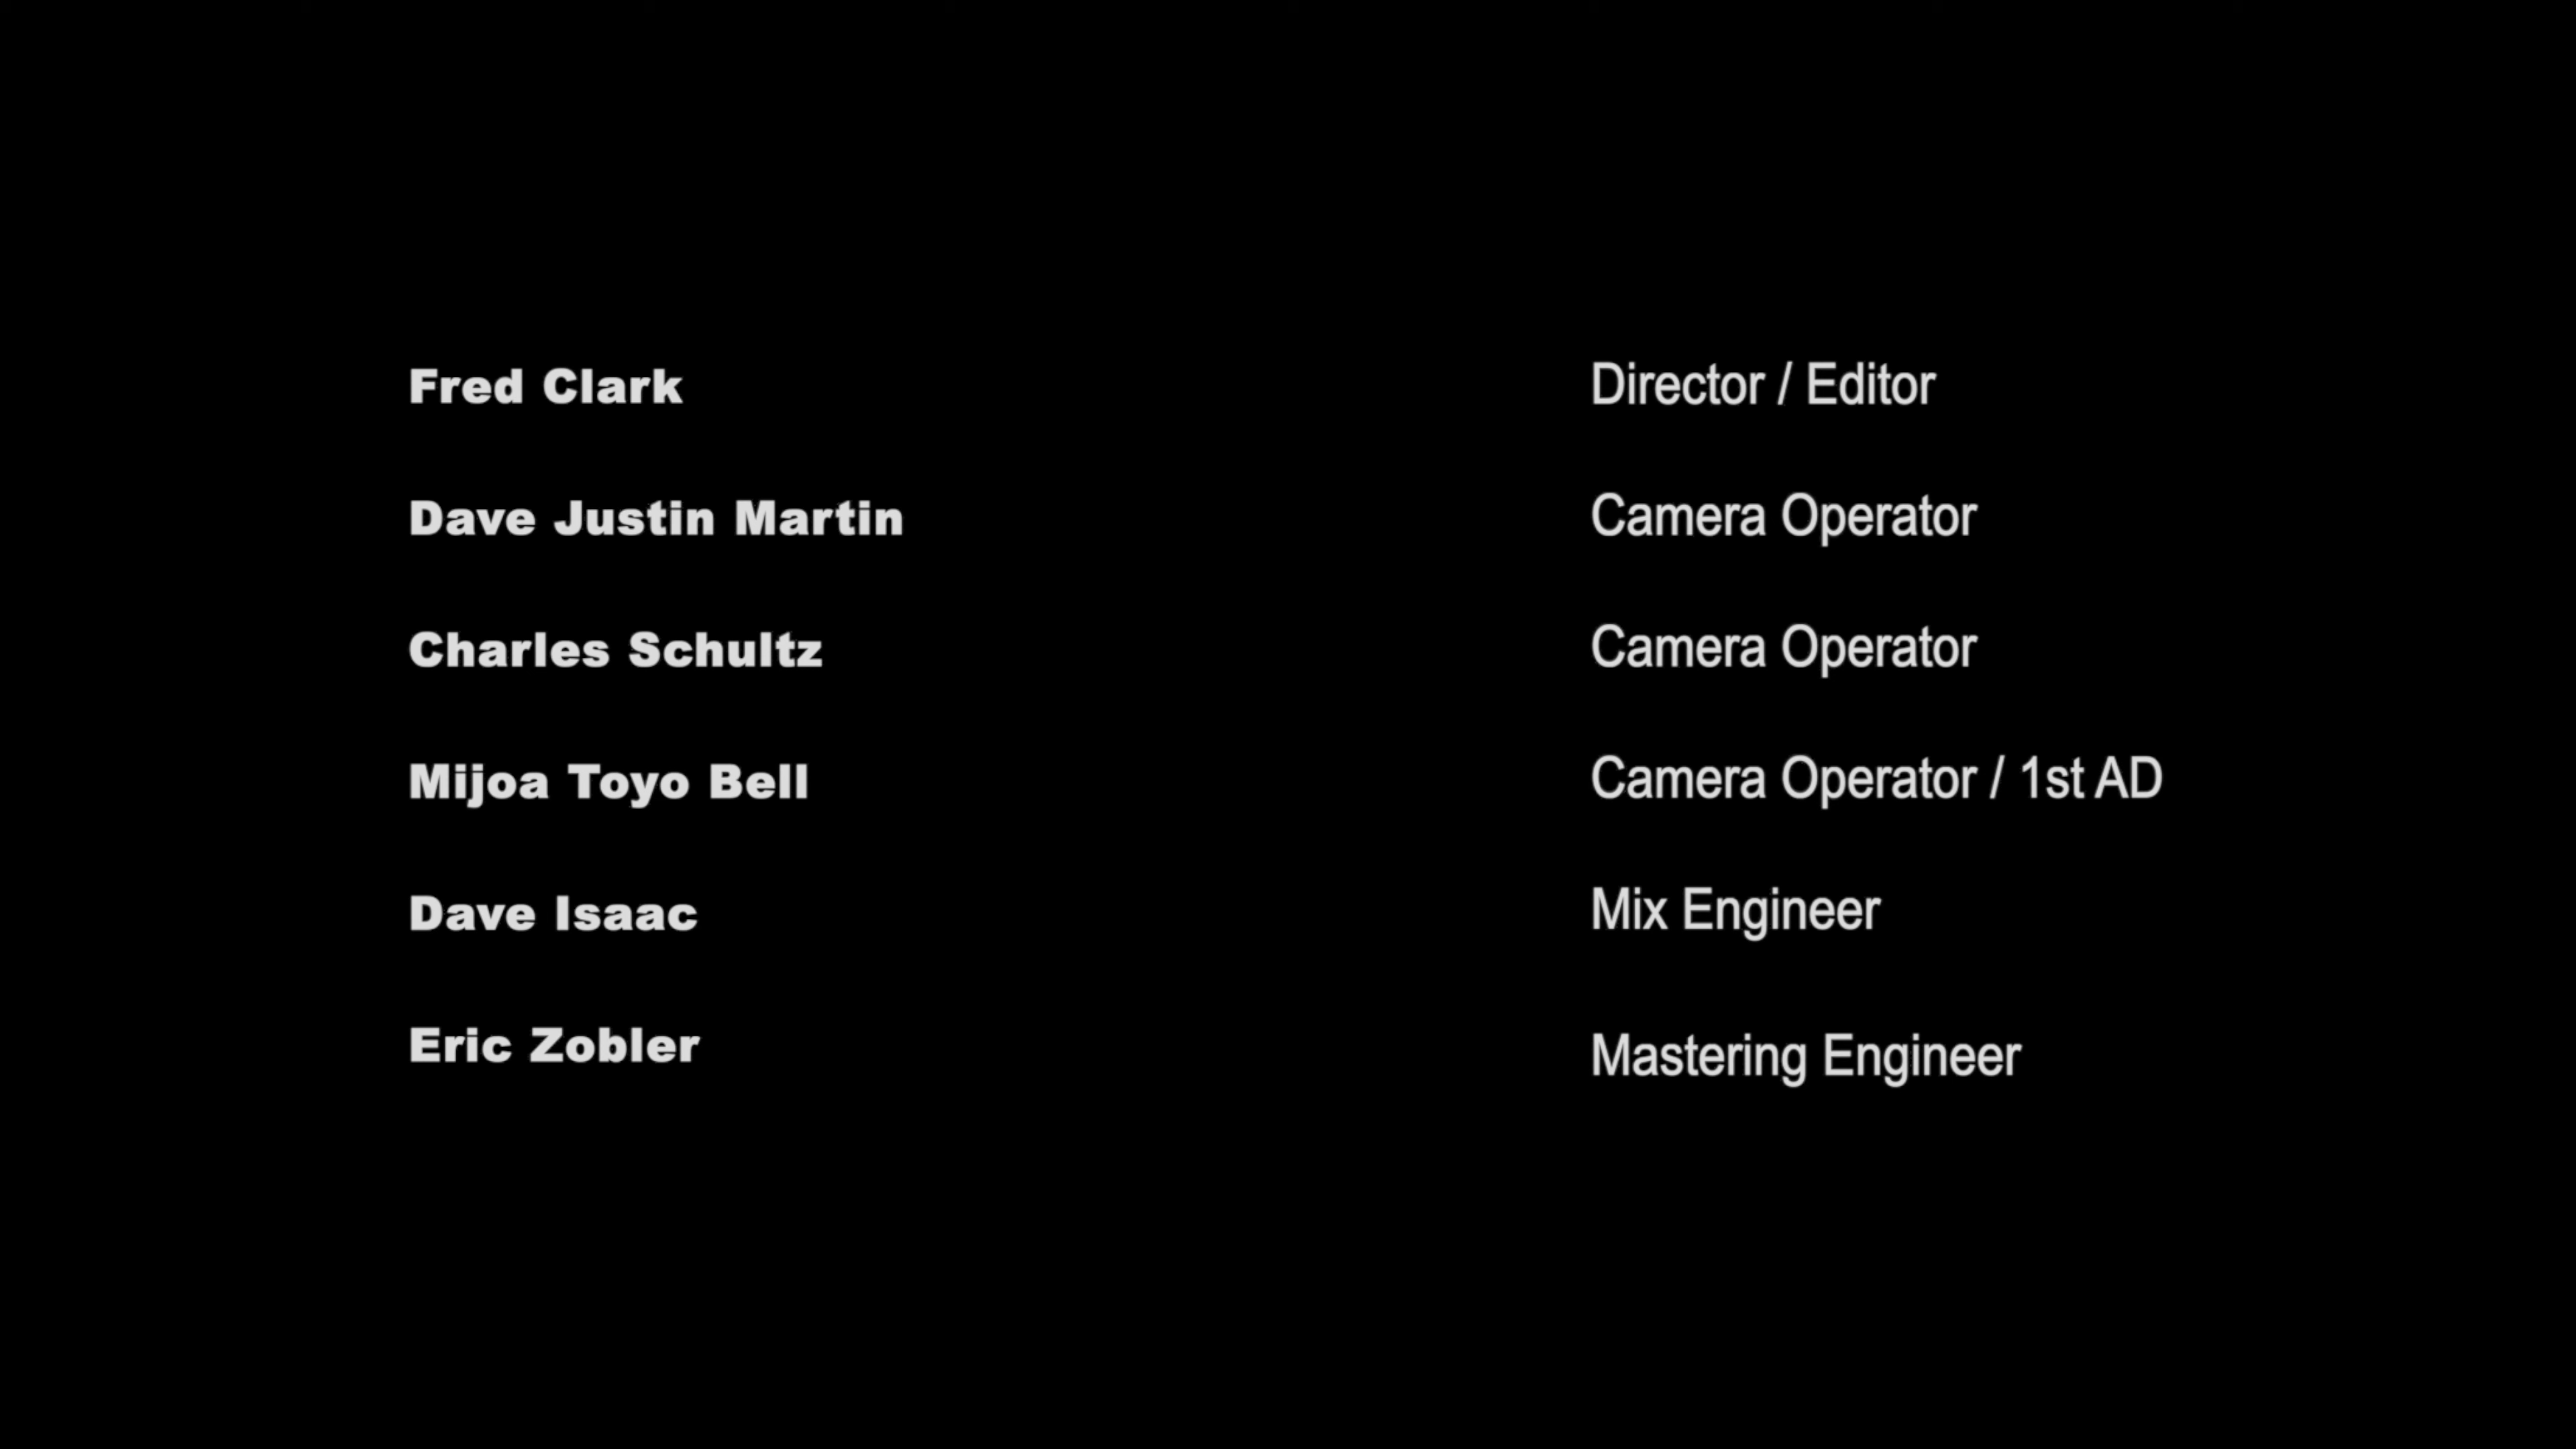 Fred Clark Director / Editor
Dave Justin Martin Camera Operator
Charles Schultz Camera Operator
Mijoa Toyo Bell Camera Operator / 1st AD
Dave Isaac Mix Engineer
Eric Zobler Mastering Engineer